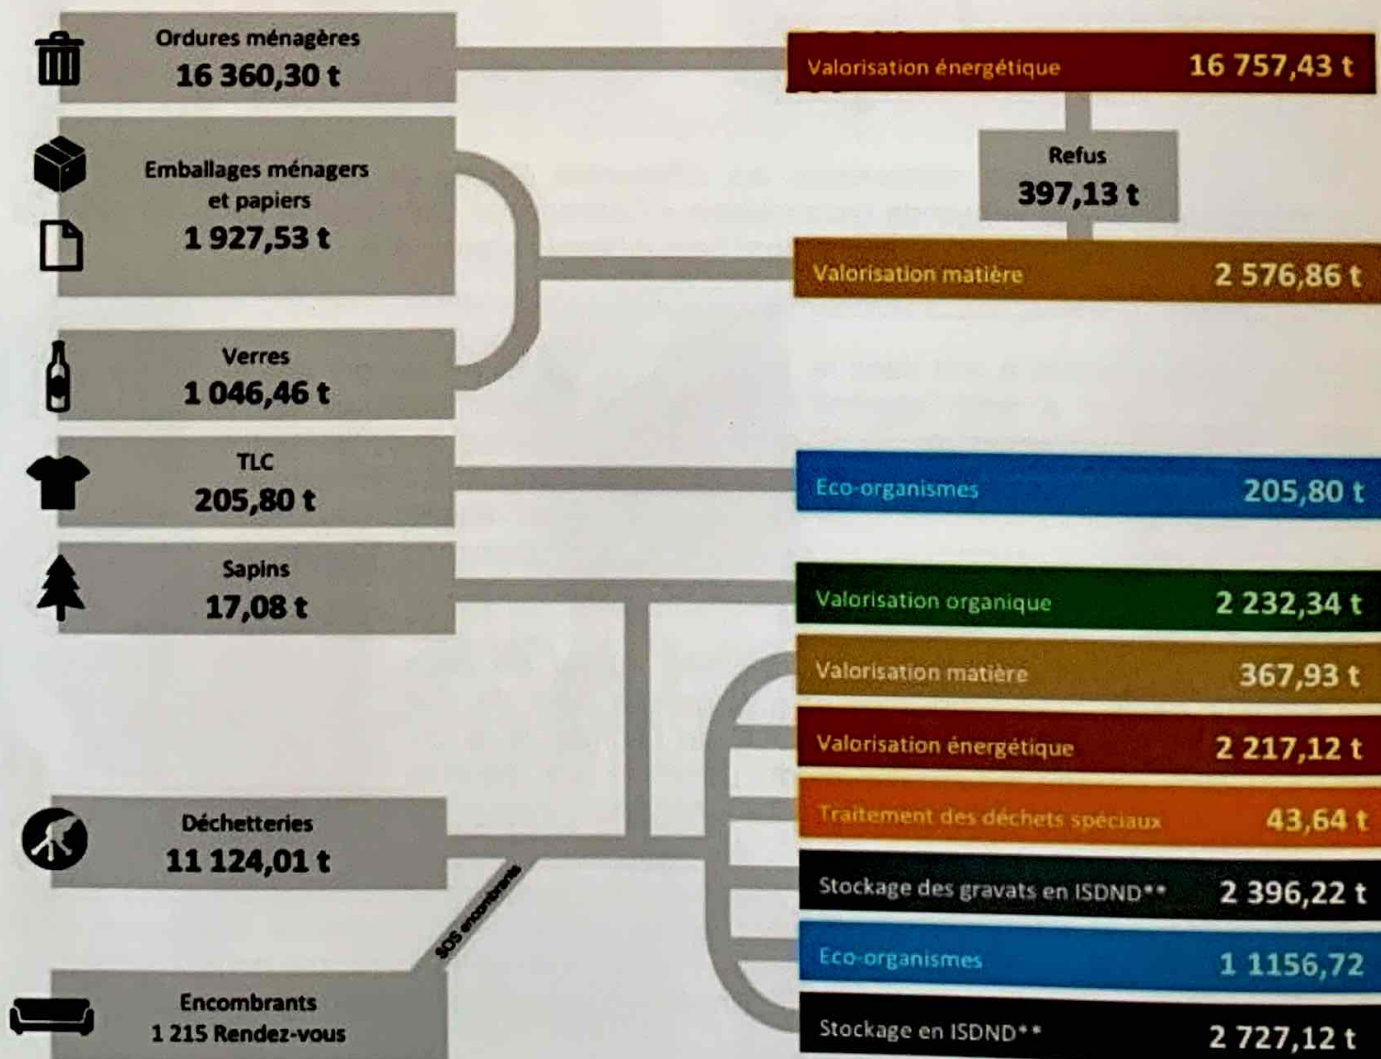 Ordures ménagères
16 360,30 t
Emballages ménagers
et papiers
1 927,53 t
Verres
1 046,46 t
TLC
205,80 t
Sapins
17,08 t
Déchetteries
11 124,01 t
SOS encombrants
Encombrants
1 215 Rendez-vous
Valorisation énergétique 16 757,43 t
Refus
397,13 t
Valorisation matière 2 576,86 t
Eco-organismes 205,80 t
Valorisation organique 2 232,34 t
Valorisation matière 367,93 t
Valorisation énergétique 2 217,12 t
Traitement des déchets spéciaux 43,64 t
Stockage des gravats en ISDND** 2 396,22 t
Eco-organismes 1 1156,72
Stockage en ISDND** 2 727,12 t